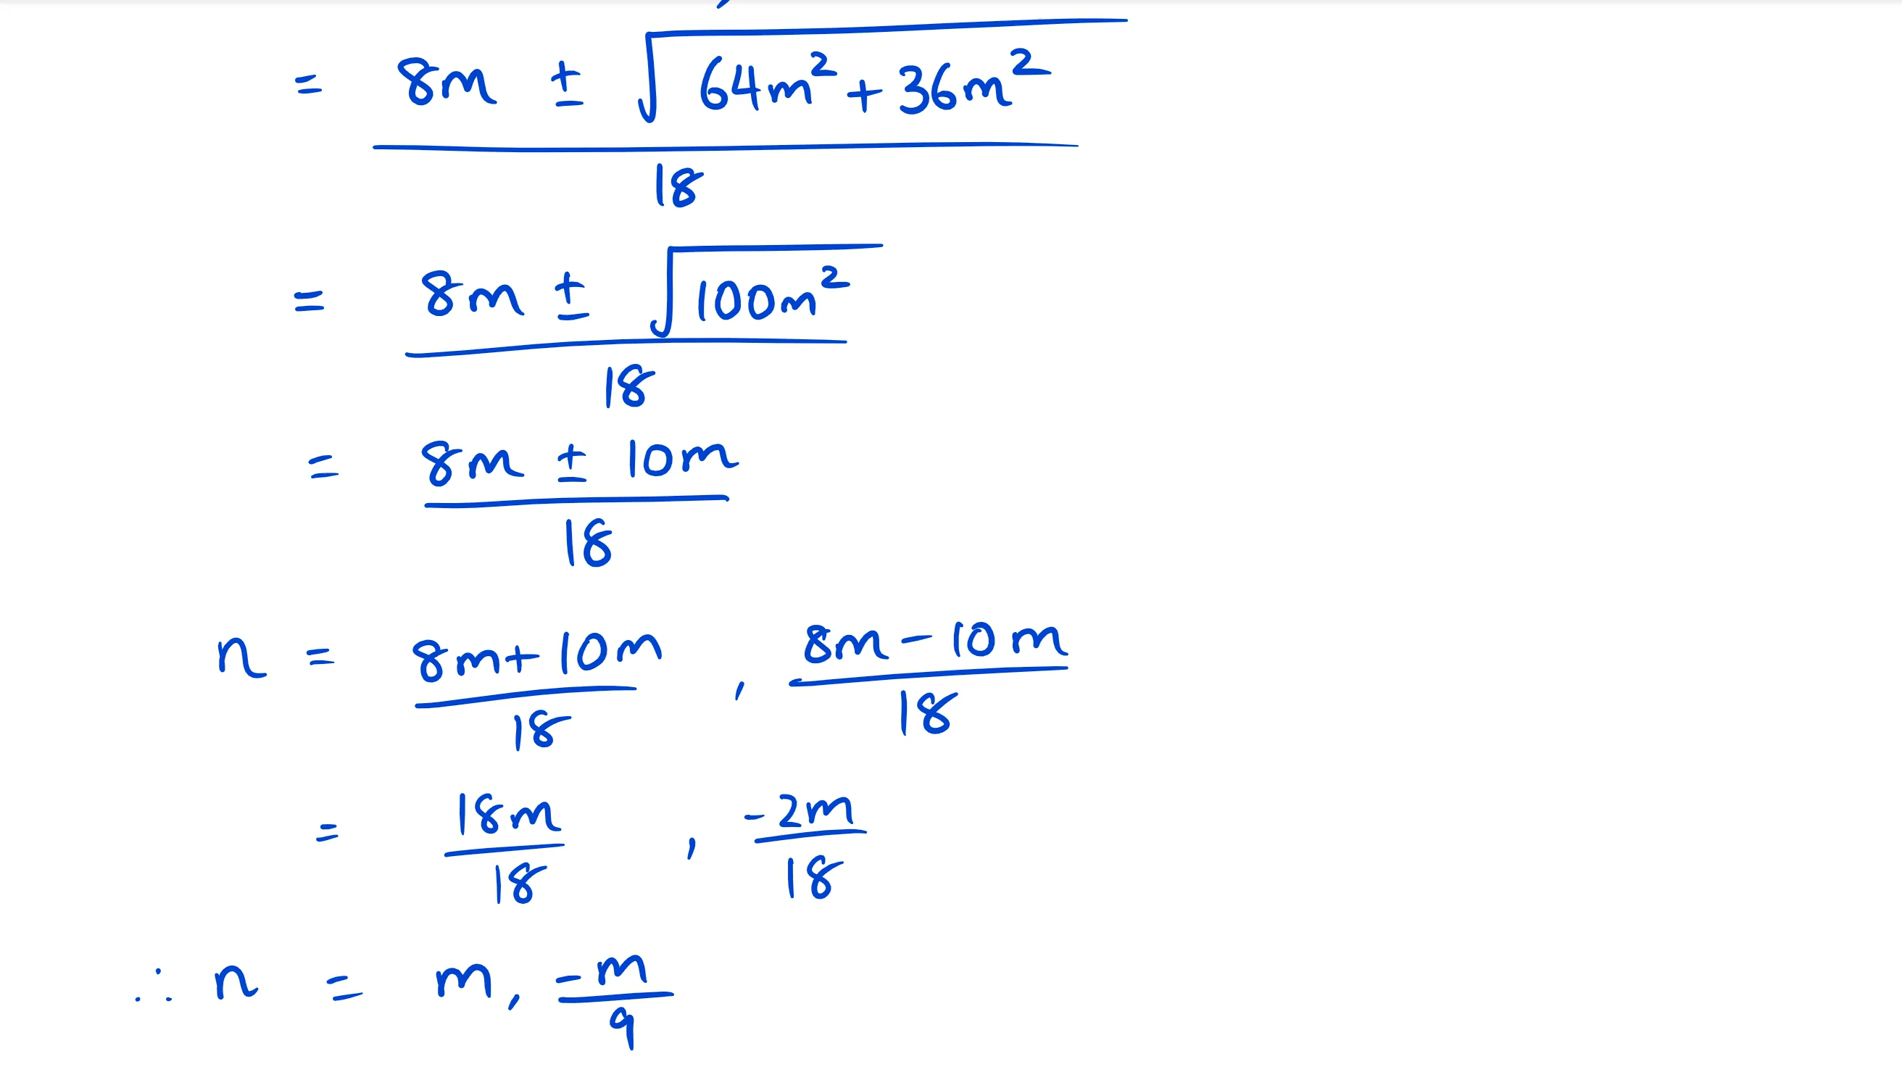 = 8m ± √(64m² + 36m²) / 18
= 8m ± √(100m²) / 18
= 8m ± 10m / 18
n = 8m + 10m / 18 , 8m − 10m / 18
= 18m / 18 , -2m / 18
∴ n = m, -m / 9